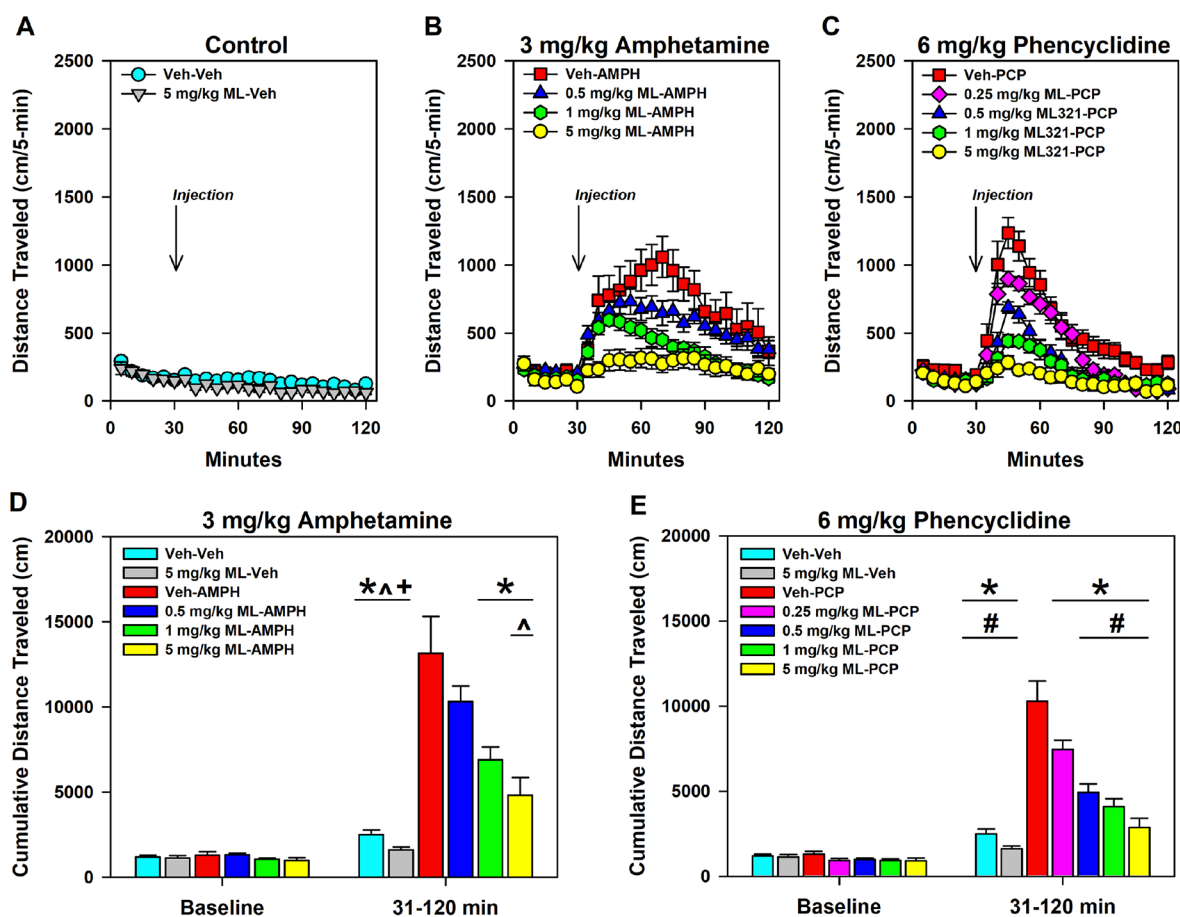 A
Control
Veh-Veh
5 mg/kg ML-Veh
Injection
Distance Traveled (cm/5-min)
2500
2000
1500
1000
500
0
0 30 60 90 120
Minutes
B
3 mg/kg Amphetamine
Veh-AMPH
0.5 mg/kg ML-AMPH
1 mg/kg ML-AMPH
5 mg/kg ML-AMPH
Injection
Distance Traveled (cm/5-min)
2500
2000
1500
1000
500
0
0 30 60 90 120
Minutes
C
6 mg/kg Phencyclidine
Veh-PCP
0.25 mg/kg ML-PCP
0.5 mg/kg ML321-PCP
1 mg/kg ML321-PCP
5 mg/kg ML321-PCP
Injection
Distance Traveled (cm/5-min)
2500
2000
1500
1000
500
0
0 30 60 90 120
Minutes
D
3 mg/kg Amphetamine
Veh-Veh
5 mg/kg ML-Veh
Veh-AMPH
0.5 mg/kg ML-AMPH
1 mg/kg ML-AMPH
5 mg/kg ML-AMPH
*^+
*
^
Cumulative Distance Traveled (cm)
20000
15000
10000
5000
0
Baseline 31-120 min
E
6 mg/kg Phencyclidine
Veh-Veh
5 mg/kg ML-Veh
Veh-PCP
0.25 mg/kg ML-PCP
0.5 mg/kg ML-PCP
1 mg/kg ML-PCP
5 mg/kg ML-PCP
* *
# #
Cumulative Distance Traveled (cm)
20000
15000
10000
5000
0
Baseline 31-120 min